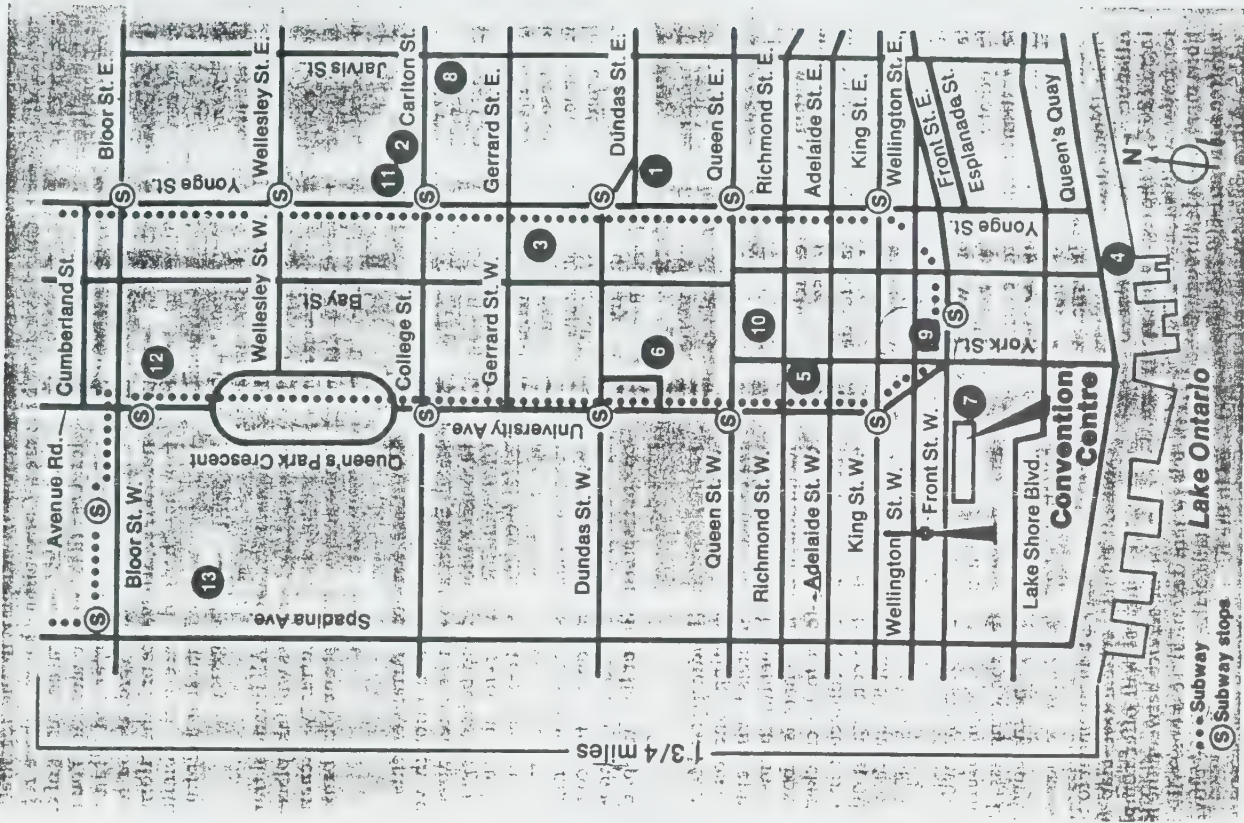 Avenue Rd.
Cumberland St.
Bloor St. W.
Bloor St. E.
Yonge St.
Jarvis St.
Wellesley St. W.
Wellesley St. E.
Bay St.
Queen's Park Crescent
Spadina Ave.
College St.
Carlton St.
Gerrard St. W.
Gerrard St. E.
University Ave.
Dundas St. W.
Dundas St. E.
Queen St. W.
Queen St. E.
Richmond St. W.
Richmond St. E.
Adelaide St. W.
Adelaide St. E.
King St. W.
King St. E.
Wellington St. W.
Wellington St. E.
Front St. W.
Front St. E.
Esplanade St.
York St.
Yonge St.
Lake Shore Blvd.
Queen's Quay
Convention
Centre
Lake Ontario
N
1 3/4 miles
1
2
3
4
5
6
7
8
9
10
11
12
13
S
S
S
S
S
S
S
S
S
S
S
S
S
Subway
S Subway stops